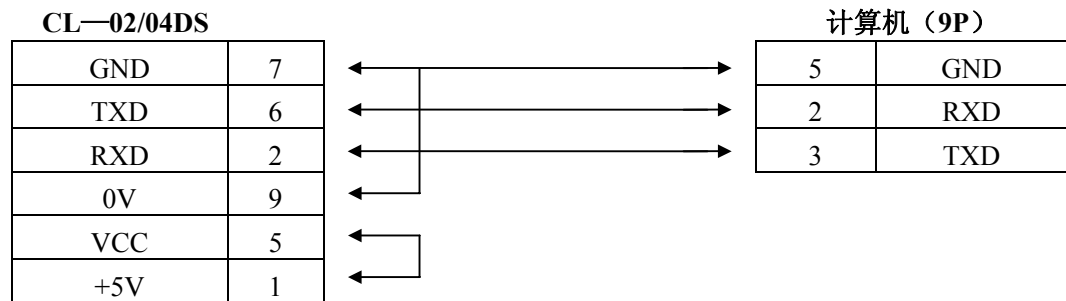 CL—02/04DS 计算机（9P）
GND 7 5 GND
TXD 6 2 RXD
RXD 2 3 TXD
0V 9
VCC 5
+5V 1